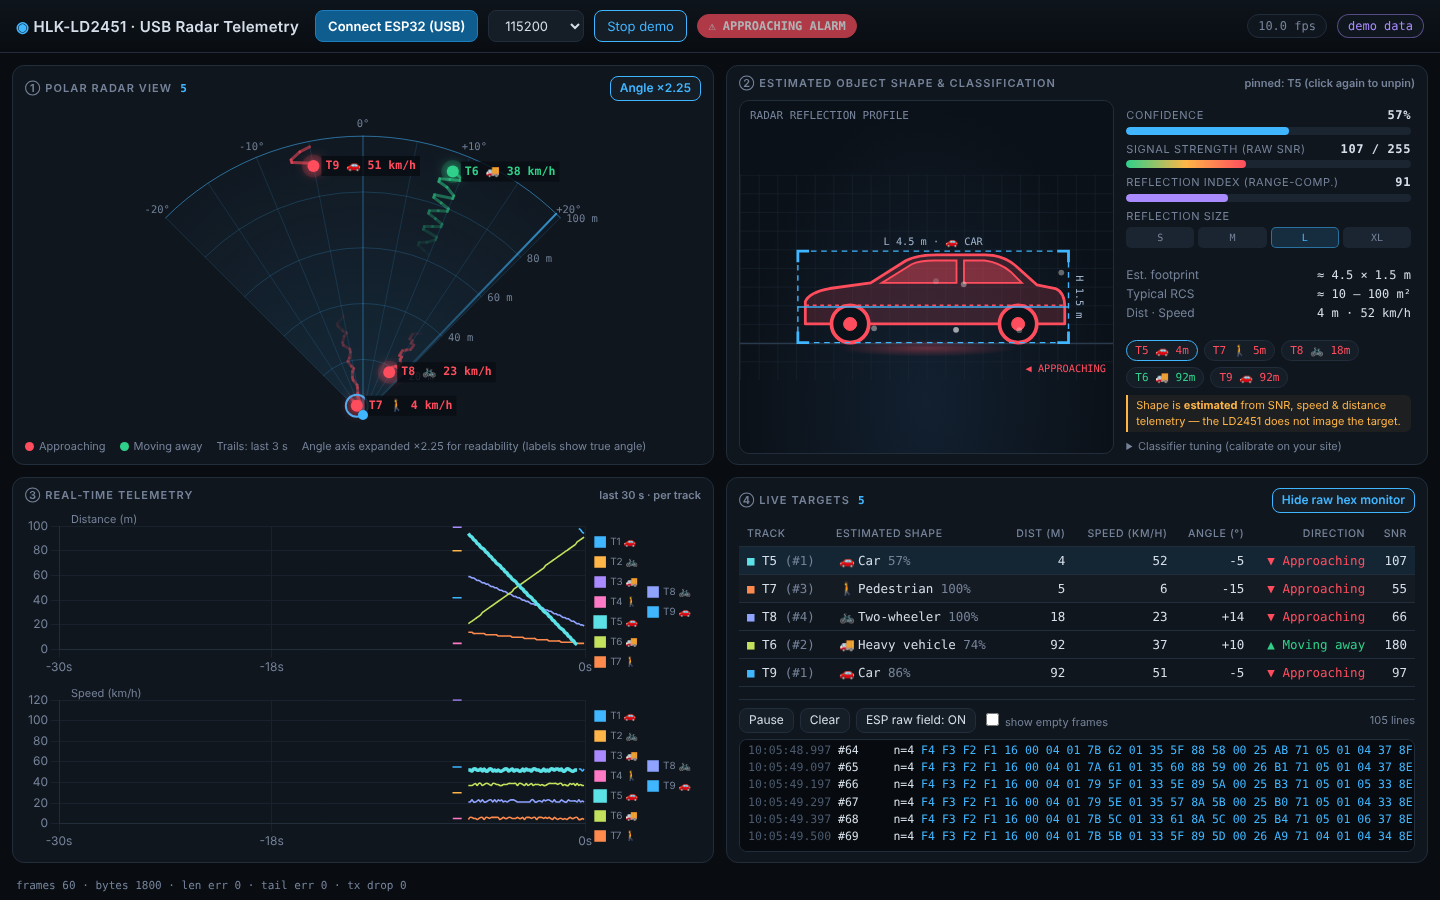 ◉ HLK-LD2451 · USB Radar Telemetry
Connect ESP32 (USB)
115200
Stop demo
⚠ APPROACHING ALARM
10.0 fps
demo data
① POLAR RADAR VIEW 5
Angle ×2.25
0°
-10°
+10°
-20°
+20°
100 m
80 m
60 m
40 m
T9 🚗 51 km/h
T6 🚚 38 km/h
T8 🚲 23 km/h
T7 🚶 4 km/h
Approaching
Moving away
Trails: last 3 s
Angle axis expanded ×2.25 for readability (labels show true angle)
② ESTIMATED OBJECT SHAPE & CLASSIFICATION
pinned: T5 (click again to unpin)
RADAR REFLECTION PROFILE
L 4.5 m · 🚗 CAR
H 1.5 m
◀ APPROACHING
CONFIDENCE 57%
SIGNAL STRENGTH (RAW SNR) 107 / 255
REFLECTION INDEX (RANGE-COMP.) 91
REFLECTION SIZE
S M L XL
Est. footprint ≈ 4.5 × 1.5 m
Typical RCS ≈ 10 – 100 m²
Dist · Speed 4 m · 52 km/h
T5 🚗 4m T7 🚶 5m T8 🚲 18m
T6 🚚 92m T9 🚗 92m
Shape is estimated from SNR, speed & distance
telemetry — the LD2451 does not image the target.
▶ Classifier tuning (calibrate on your site)
③ REAL-TIME TELEMETRY
last 30 s · per track
Distance (m)
100
80
60
40
20
0
-30s -18s 0s
T1 🚗
T2 🚲
T3 🚚
T4 🚶
T5 🚗
T6 🚚
T7 🚶
T8 🚲
T9 🚗
Speed (km/h)
120
100
80
60
40
20
0
-30s -18s 0s
T1 🚗
T2 🚲
T3 🚚
T4 🚶
T5 🚗
T6 🚚
T7 🚶
T8 🚲
T9 🚗
④ LIVE TARGETS 5
Hide raw hex monitor
TRACK ESTIMATED SHAPE DIST (M) SPEED (KM/H) ANGLE (°) DIRECTION SNR
T5 (#1) 🚗 Car 57% 4 52 -5 ▼ Approaching 107
T7 (#3) 🚶 Pedestrian 100% 5 6 -15 ▼ Approaching 55
T8 (#4) 🚲 Two-wheeler 100% 18 23 +14 ▼ Approaching 66
T6 (#2) 🚚 Heavy vehicle 74% 92 37 +10 ▲ Moving away 180
T9 (#1) 🚗 Car 86% 92 51 -5 ▼ Approaching 97
Pause Clear ESP raw field: ON show empty frames 105 lines
10:05:48.997 #64 n=4 F4 F3 F2 F1 16 00 04 01 7B 62 01 35 5F 88 58 00 25 AB 71 05 01 04 37 8F
10:05:49.097 #65 n=4 F4 F3 F2 F1 16 00 04 01 7A 61 01 35 60 88 59 00 26 B1 71 05 01 04 37 8E
10:05:49.197 #66 n=4 F4 F3 F2 F1 16 00 04 01 79 5F 01 33 5E 89 5A 00 25 B3 71 05 01 05 33 8E
10:05:49.297 #67 n=4 F4 F3 F2 F1 16 00 04 01 79 5E 01 35 57 8A 5B 00 25 B0 71 05 01 04 33 8E
10:05:49.397 #68 n=4 F4 F3 F2 F1 16 00 04 01 7B 5C 01 33 61 8A 5C 00 25 B4 71 05 01 06 37 8E
10:05:49.500 #69 n=4 F4 F3 F2 F1 16 00 04 01 7B 5B 01 33 5F 89 5D 00 26 A9 71 04 01 04 34 8E
frames 60 · bytes 1800 · len err 0 · tail err 0 · tx drop 0